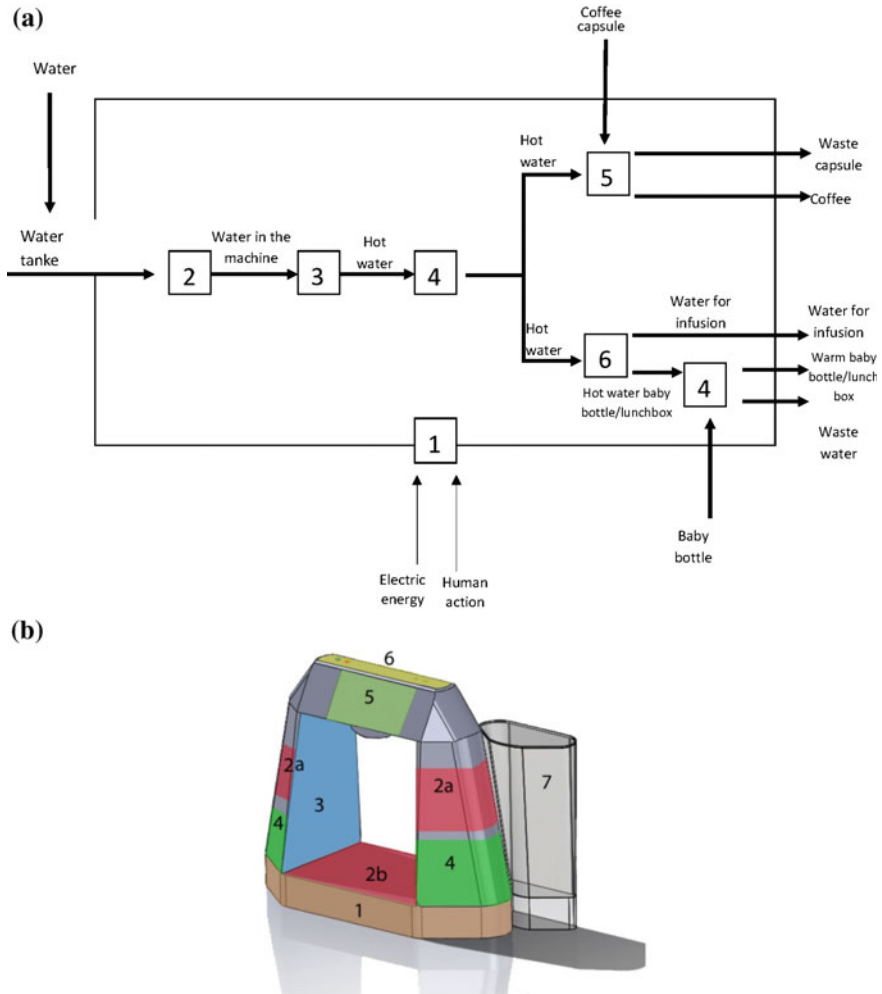 (a)
Coffee
capsule
Water
Hot
water
5
Waste
capsule
Coffee
Water
tanke
2
Water in the
machine
3
Hot
water
4
Hot
water
6
Water for
infusion
Water for
infusion
Hot water baby
bottle/lunchbox
4
Warm baby
bottle/lunch
box
Waste
water
1
Baby
bottle
Electric
energy
Human
action
(b)
6
5
2a
2a
7
3
4
4
2b
1